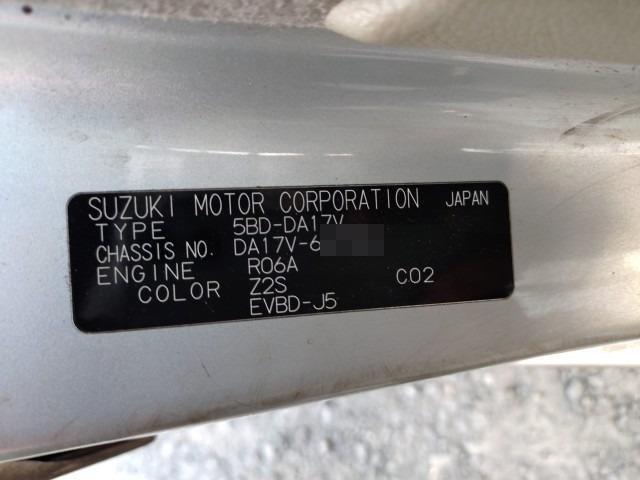 SUZUKI MOTOR CORPORATION JAPAN
TYPE 5BD-DA17V
CHASSIS NO. DA17V-6
ENGINE R06A
COLOR Z2S C02
EVBD-J5